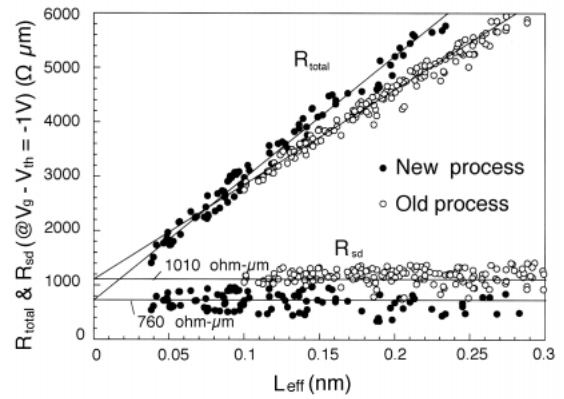 R_total & R_sd (@V_g - V_th = -1V) (Ω μm)
6000
5000
4000
3000
2000
1000
0
R_total
● New process
○ Old process
R_sd
1010 ohm-μm
760 ohm-μm
0 0.05 0.1 0.15 0.2 0.25 0.3
L_eff (nm)